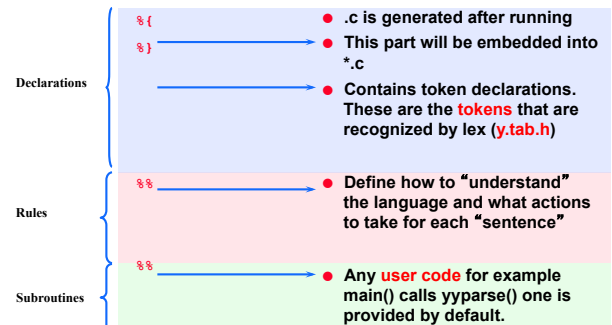 %{
● .c is generated after running
%}
● This part will be embedded into
*.c
Declarations
● Contains token declarations.
These are the tokens that are
recognized by lex (y.tab.h)
%%
● Define how to “understand”
the language and what actions
to take for each “sentence”
Rules
%%
● Any user code for example
main() calls yyparse() one is
provided by default.
Subroutines